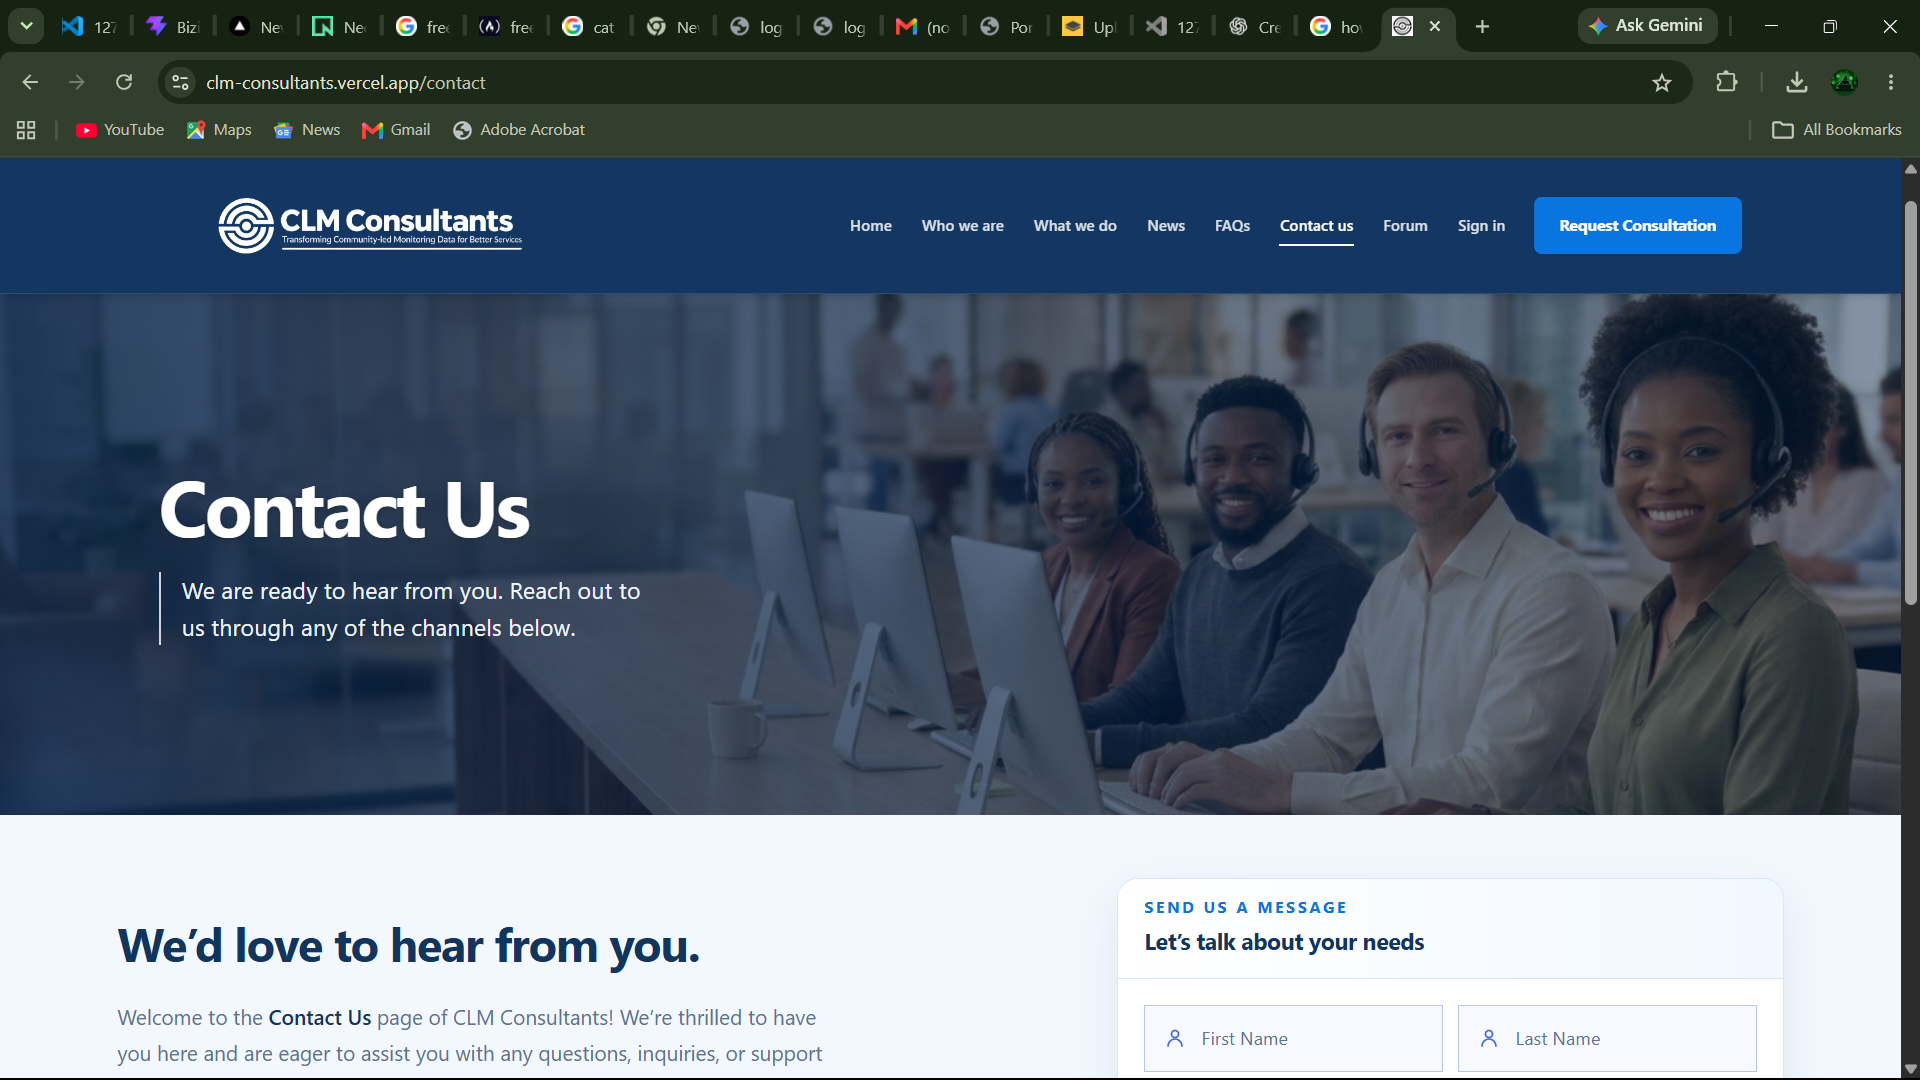 127
Bizi
Ne
Ne
free
free
cat
Ne
log
log
(no
Por
Upl
127
Cre
ho
Ask Gemini
clm-consultants.vercel.app/contact
YouTube
Maps
News
Gmail
Adobe Acrobat
All Bookmarks
CLM Consultants
Transforming Community-led Monitoring Data for Better Services
Home
Who we are
What we do
News
FAQs
Contact us
Forum
Sign in
Request Consultation
Contact Us
We are ready to hear from you. Reach out to
us through any of the channels below.
We’d love to hear from you.
Welcome to the Contact Us page of CLM Consultants! We’re thrilled to have
you here and are eager to assist you with any questions, inquiries, or support
SEND US A MESSAGE
Let’s talk about your needs
First Name
Last Name